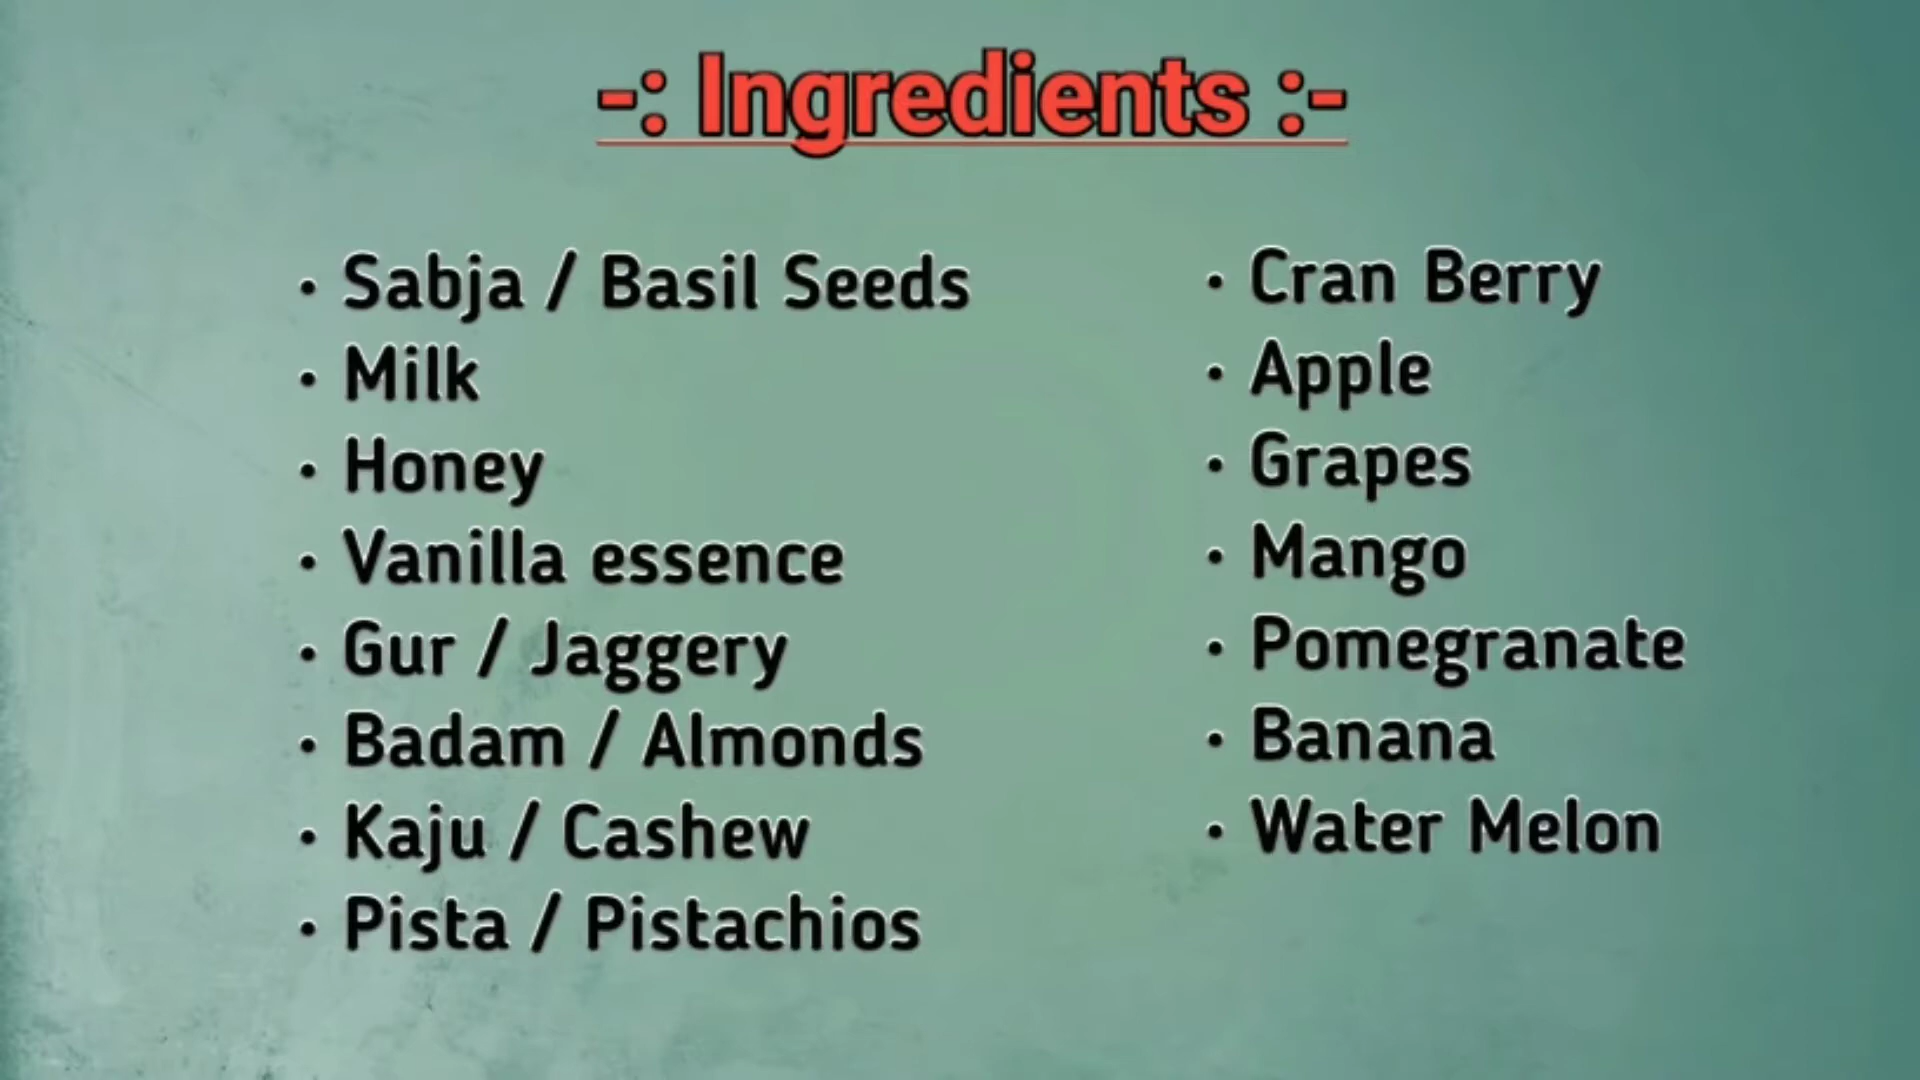 -: Ingredients :-
• Sabja / Basil Seeds
• Milk
• Honey
• Vanilla essence
• Gur / Jaggery
• Badam / Almonds
• Kaju / Cashew
• Pista / Pistachios
• Cran Berry
• Apple
• Grapes
• Mango
• Pomegranate
• Banana
• Water Melon